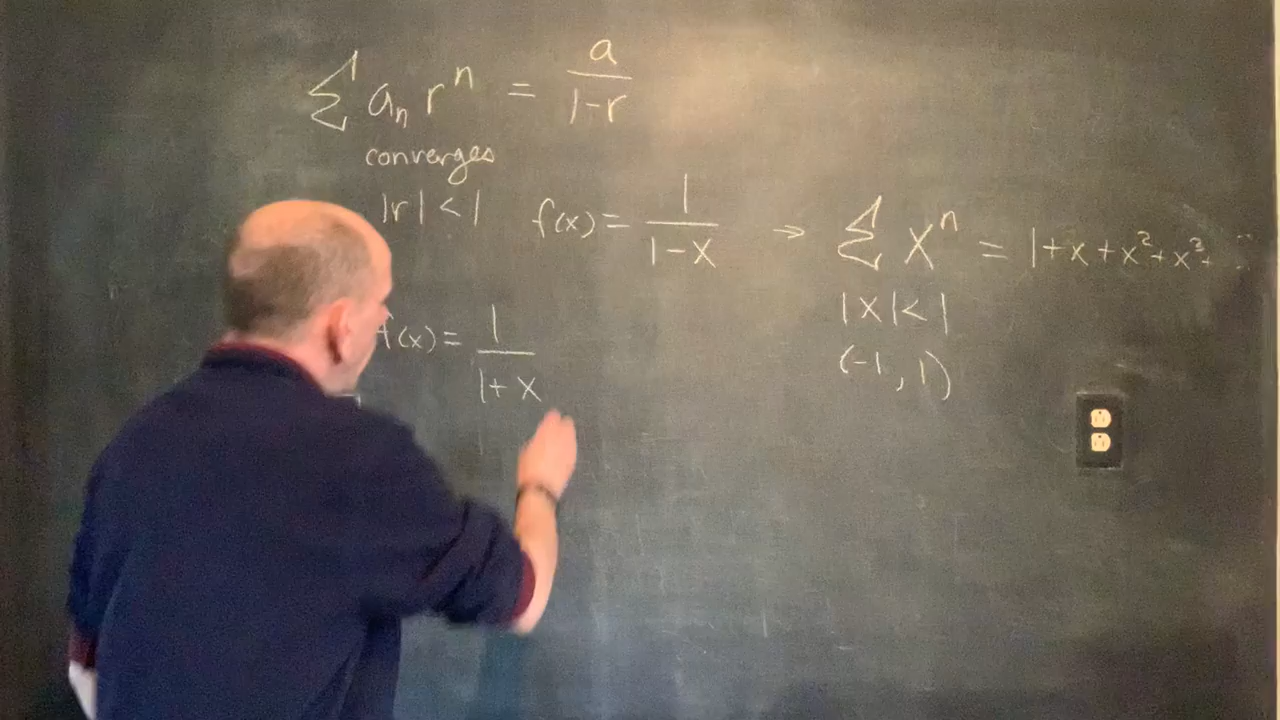 ∑ aₙ rⁿ = a/(1-r)
converges
|r| < 1
f(x) = 1/(1-x) → ∑ xⁿ = 1+x+x²+x³+ ...
|x| < 1
(-1, 1)
f(x) = 1/(1+x)